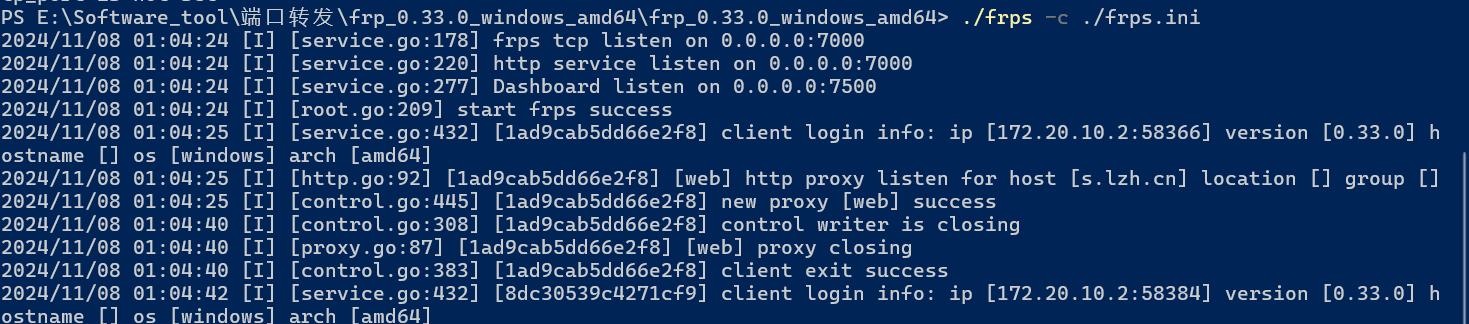 PS E:\Software_tool\端口转发\frp_0.33.0_windows_amd64\frp_0.33.0_windows_amd64> ./frps -c ./frps.ini
2024/11/08 01:04:24 [I] [service.go:178] frps tcp listen on 0.0.0.0:7000
2024/11/08 01:04:24 [I] [service.go:220] http service listen on 0.0.0.0:7000
2024/11/08 01:04:24 [I] [service.go:277] Dashboard listen on 0.0.0.0:7500
2024/11/08 01:04:24 [I] [root.go:209] start frps success
2024/11/08 01:04:25 [I] [service.go:432] [1ad9cab5dd66e2f8] client login info: ip [172.20.10.2:58366] version [0.33.0] h
ostname [] os [windows] arch [amd64]
2024/11/08 01:04:25 [I] [http.go:92] [1ad9cab5dd66e2f8] [web] http proxy listen for host [s.lzh.cn] location [] group []
2024/11/08 01:04:25 [I] [control.go:445] [1ad9cab5dd66e2f8] new proxy [web] success
2024/11/08 01:04:40 [I] [control.go:308] [1ad9cab5dd66e2f8] control writer is closing
2024/11/08 01:04:40 [I] [proxy.go:87] [1ad9cab5dd66e2f8] [web] proxy closing
2024/11/08 01:04:40 [I] [control.go:383] [1ad9cab5dd66e2f8] client exit success
2024/11/08 01:04:42 [I] [service.go:432] [8dc30539c4271cf9] client login info: ip [172.20.10.2:58384] version [0.33.0] h
ostname [] os [windows] arch [amd64]